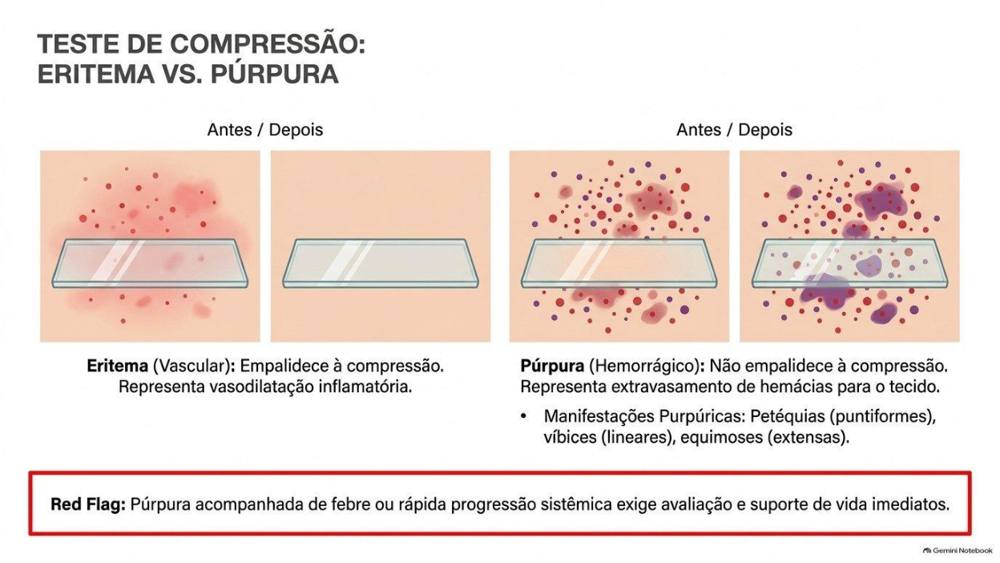 TESTE DE COMPRESSÃO:
ERITEMA VS. PÚRPURA
Antes / Depois
Antes / Depois
Eritema (Vascular): Empalidece à compressão.
Representa vasodilatação inflamatória.
Púrpura (Hemorrágico): Não empalidece à compressão.
Representa extravasamento de hemácias para o tecido.
• Manifestações Purpúricas: Petéquias (puntiformes),
víbices (lineares), equimoses (extensas).
Red Flag: Púrpura acompanhada de febre ou rápida progressão sistêmica exige avaliação e suporte de vida imediatos.
Gemini Notebook